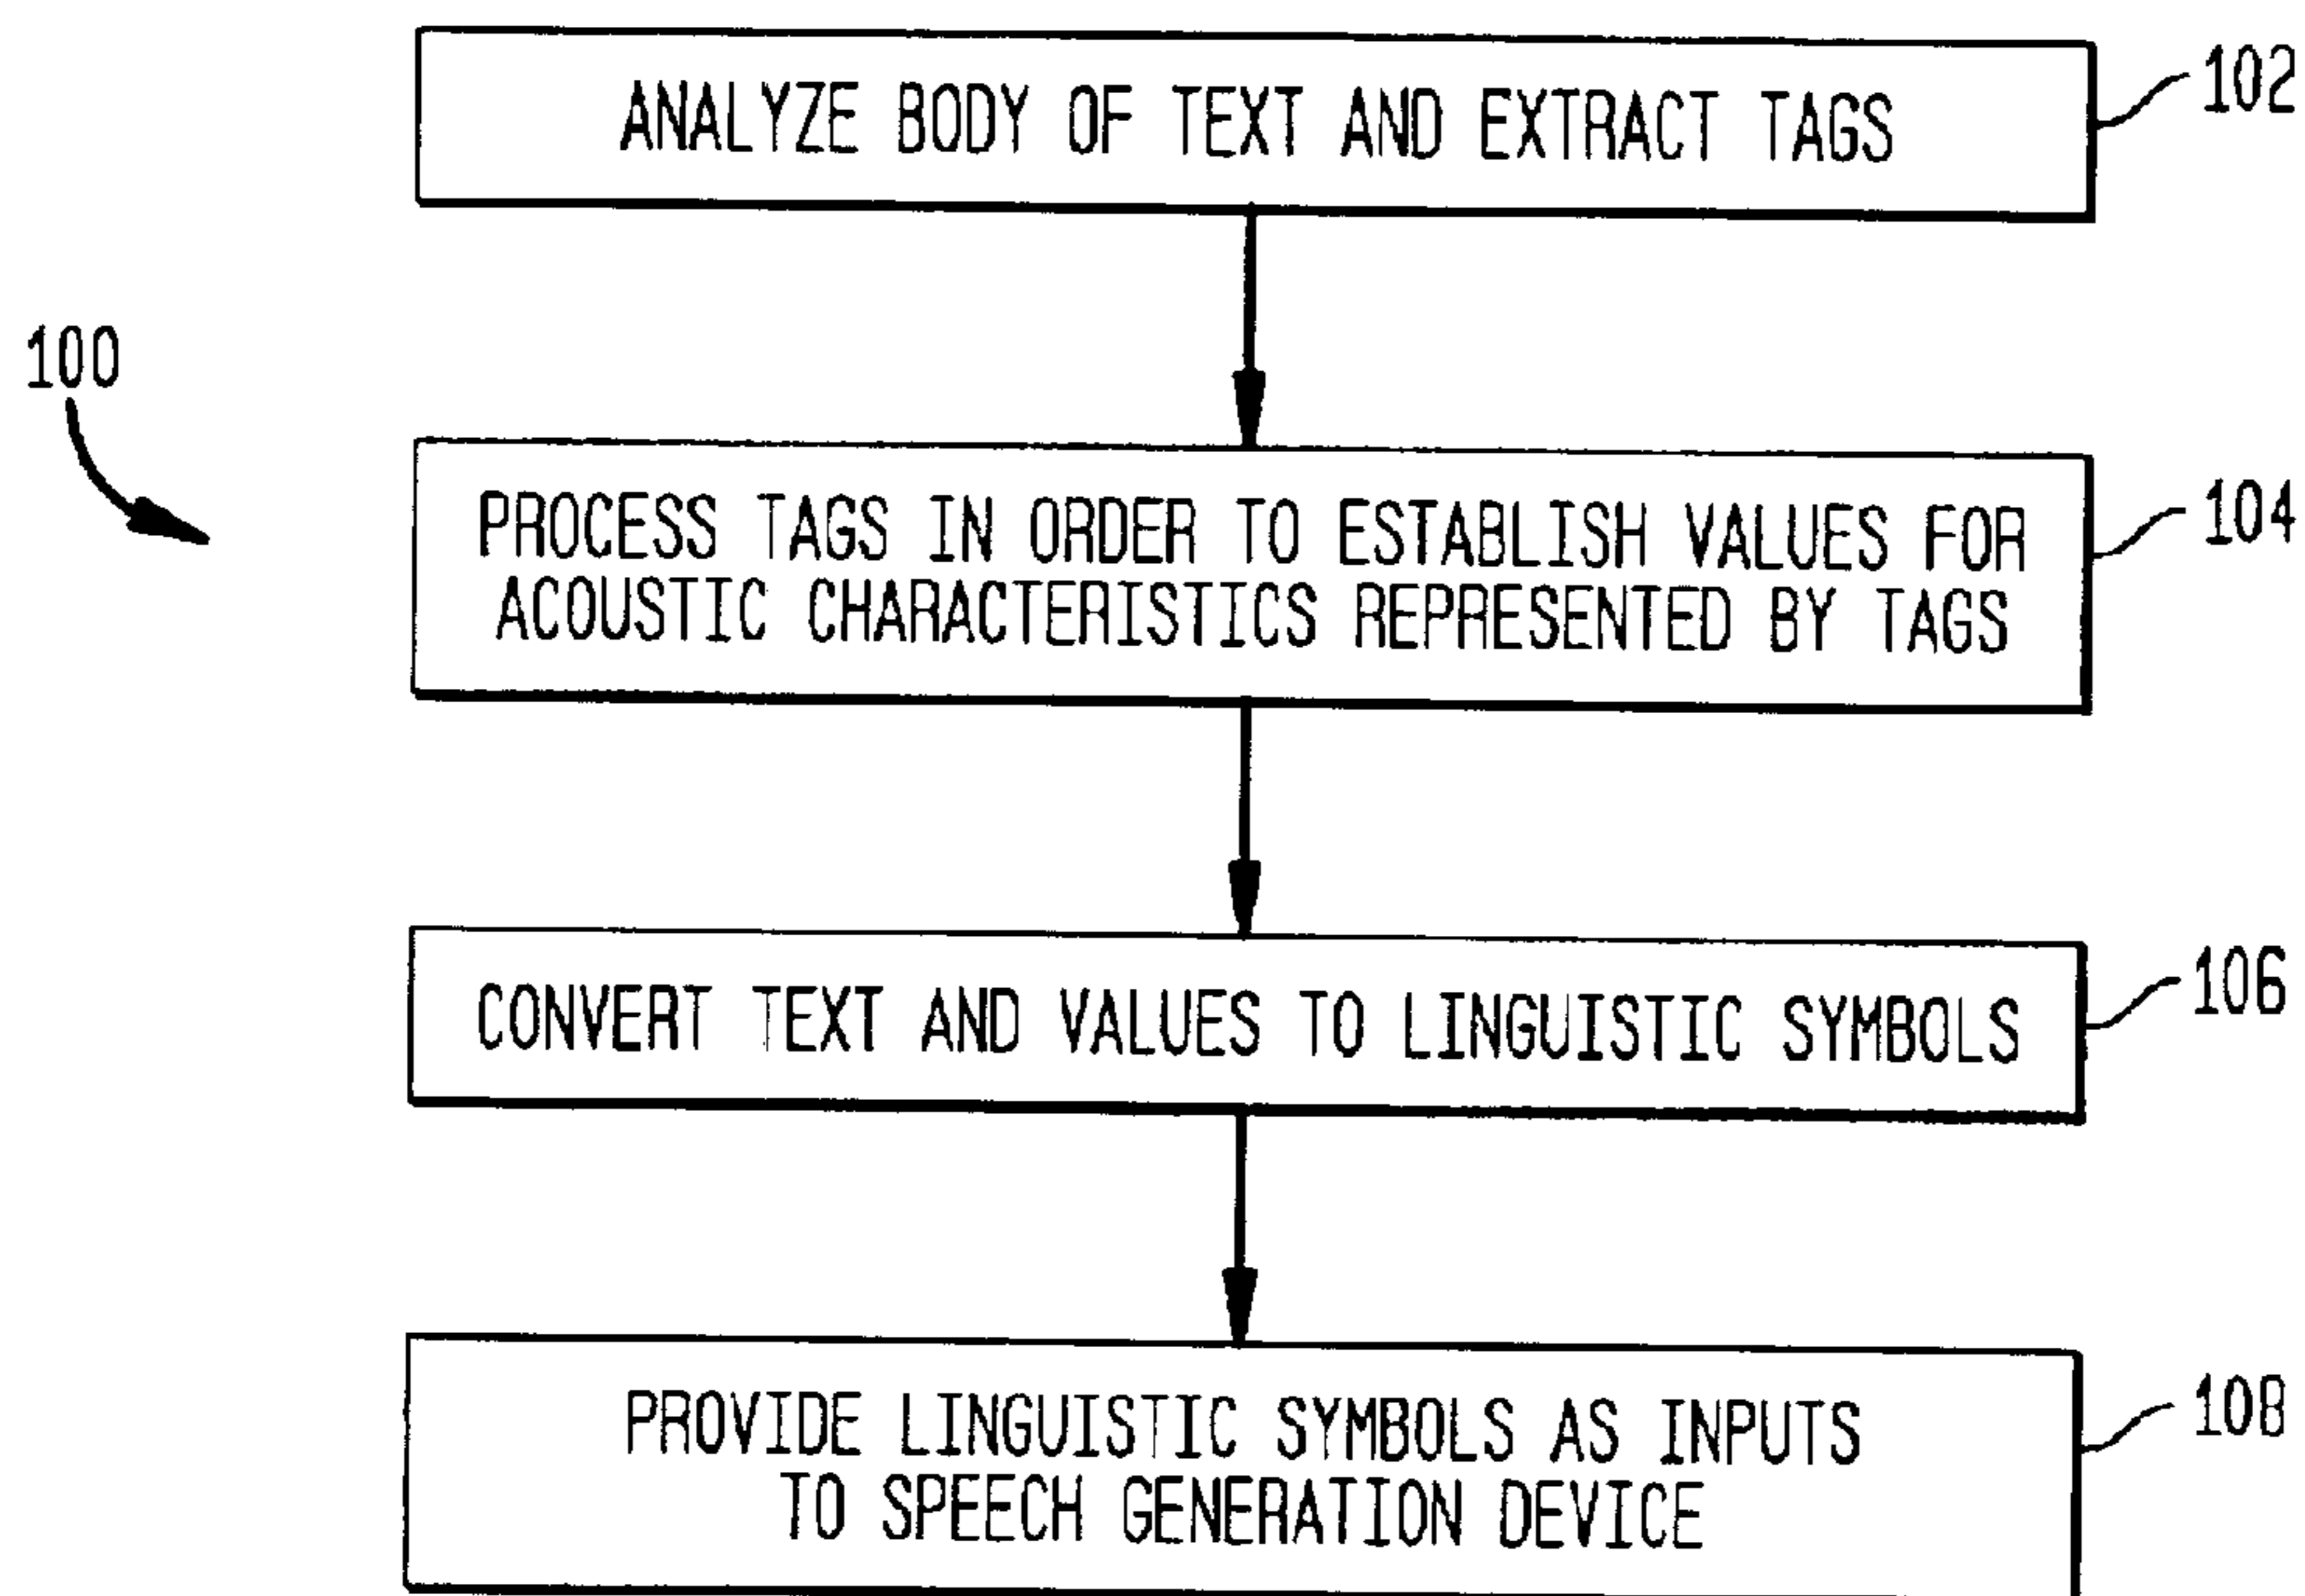 ANALYZE BODY OF TEXT AND EXTRACT TAGS
102
100
PROCESS TAGS IN ORDER TO ESTABLISH VALUES FOR
ACOUSTIC CHARACTERISTICS REPRESENTED BY TAGS
104
CONVERT TEXT AND VALUES TO LINGUISTIC SYMBOLS
106
PROVIDE LINGUISTIC SYMBOLS AS INPUTS
TO SPEECH GENERATION DEVICE
108